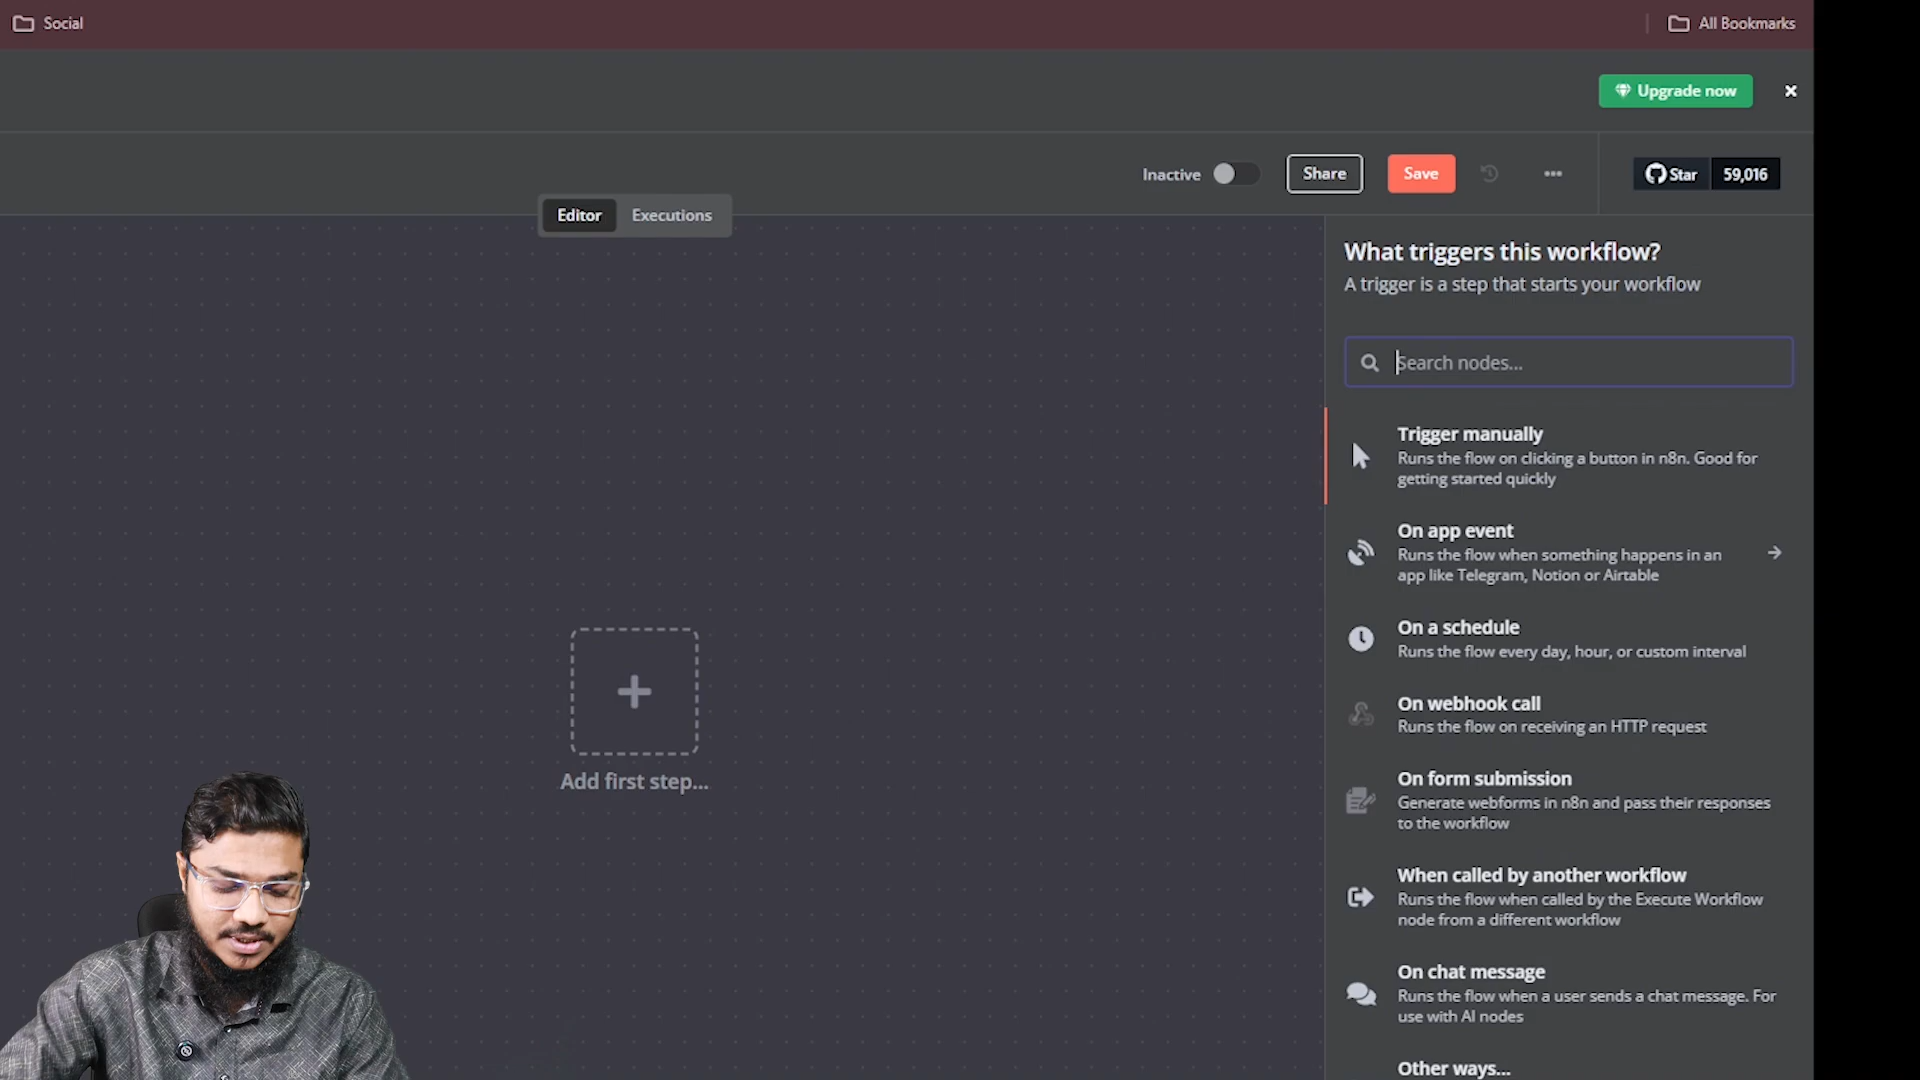 Social
All Bookmarks
Upgrade now
Inactive
Share
Save
Star
59,016
Editor
Executions
What triggers this workflow?
A trigger is a step that starts your workflow
Search nodes...
Trigger manually
Runs the flow on clicking a button in n8n. Good for
getting started quickly
On app event
Runs the flow when something happens in an
app like Telegram, Notion or Airtable
On a schedule
Runs the flow every day, hour, or custom interval
On webhook call
Runs the flow on receiving an HTTP request
On form submission
Generate webforms in n8n and pass their responses
to the workflow
When called by another workflow
Runs the flow when called by the Execute Workflow
node from a different workflow
On chat message
Runs the flow when a user sends a chat message. For
use with AI nodes
Other ways...
Add first step...